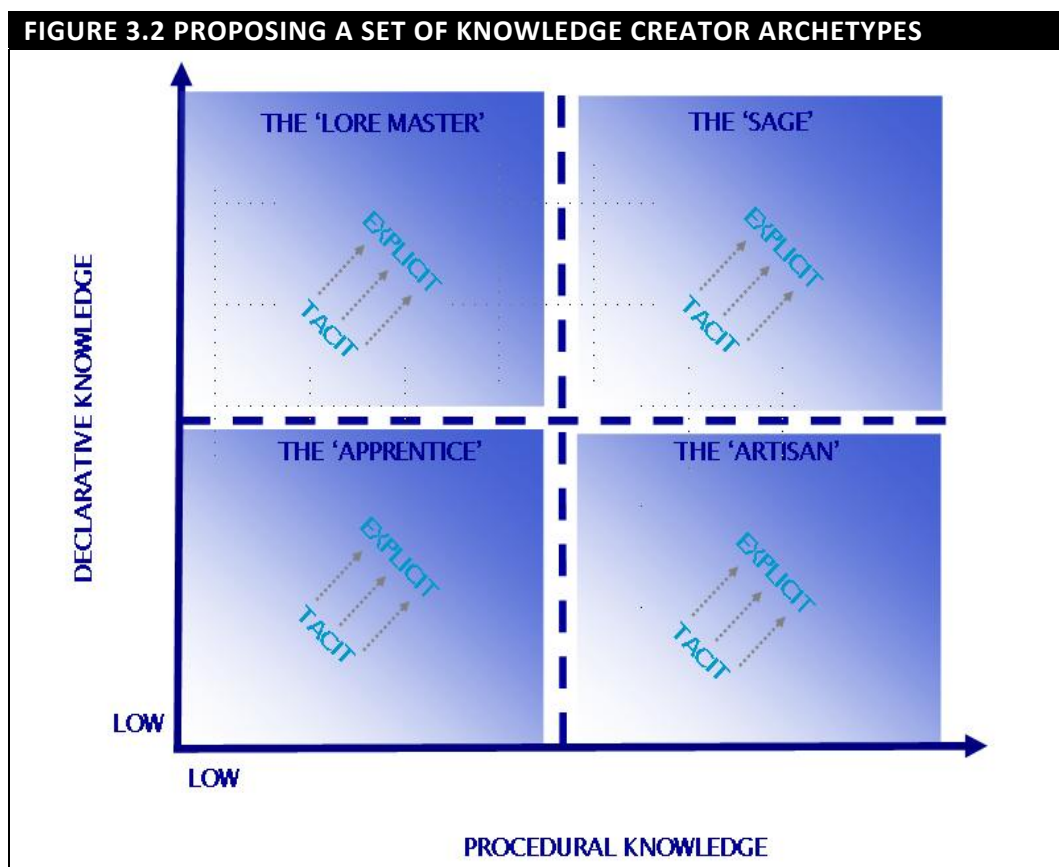 FIGURE 3.2 PROPOSING A SET OF KNOWLEDGE CREATOR ARCHETYPES
THE ‘LORE MASTER’
THE ‘SAGE’
EXPLICIT
TACIT
EXPLICIT
TACIT
DECLARATIVE KNOWLEDGE
THE ‘APPRENTICE’
THE ‘ARTISAN’
EXPLICIT
TACIT
EXPLICIT
TACIT
LOW
LOW
PROCEDURAL KNOWLEDGE